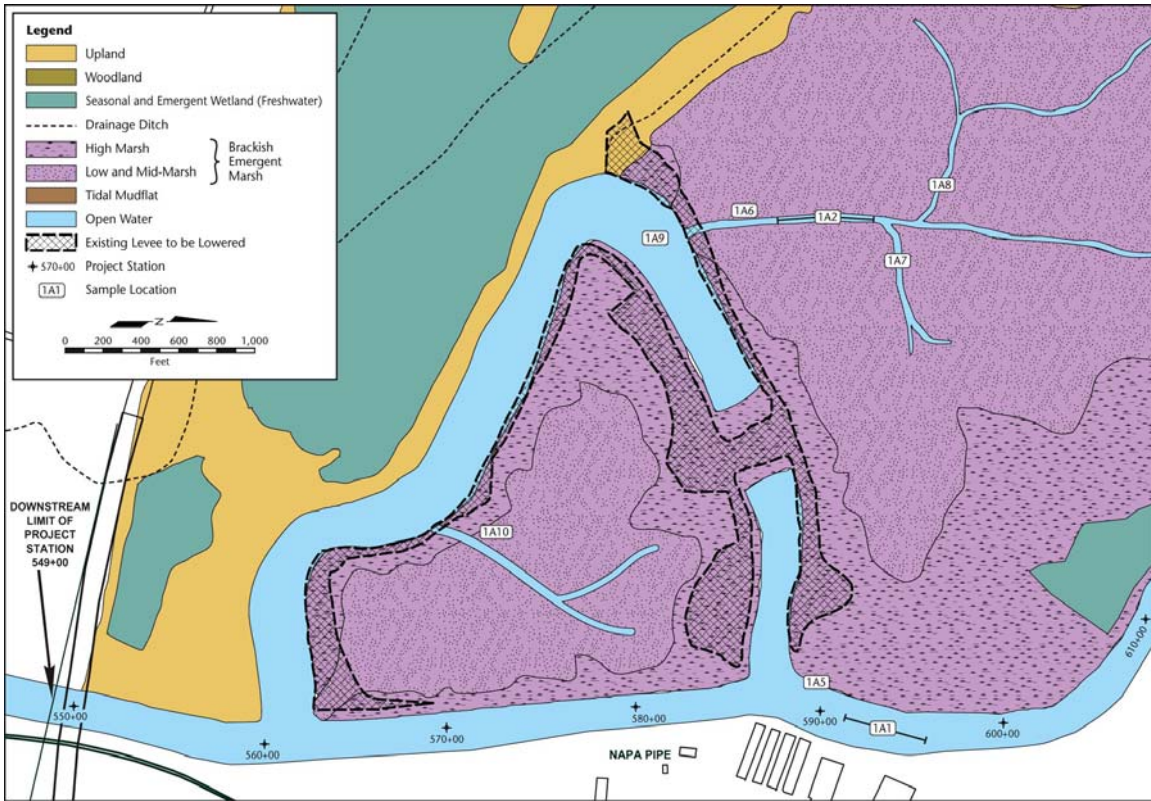 Legend
Upland
Woodland
Seasonal and Emergent Wetland (Freshwater)
Drainage Ditch
High Marsh
Low and Mid-Marsh
Brackish
Emergent
Marsh
Tidal Mudflat
Open Water
Existing Levee to be Lowered
570+00 Project Station
1A1 Sample Location
N
0 200 400 600 800 1,000
Feet
1A8
1A6
1A2
1A9
1A7
DOWNSTREAM
LIMIT OF
PROJECT
STATION
549+00
1A10
610+00
1A5
550+00
580+00
590+00
1A1
600+00
570+00
560+00
NAPA PIPE